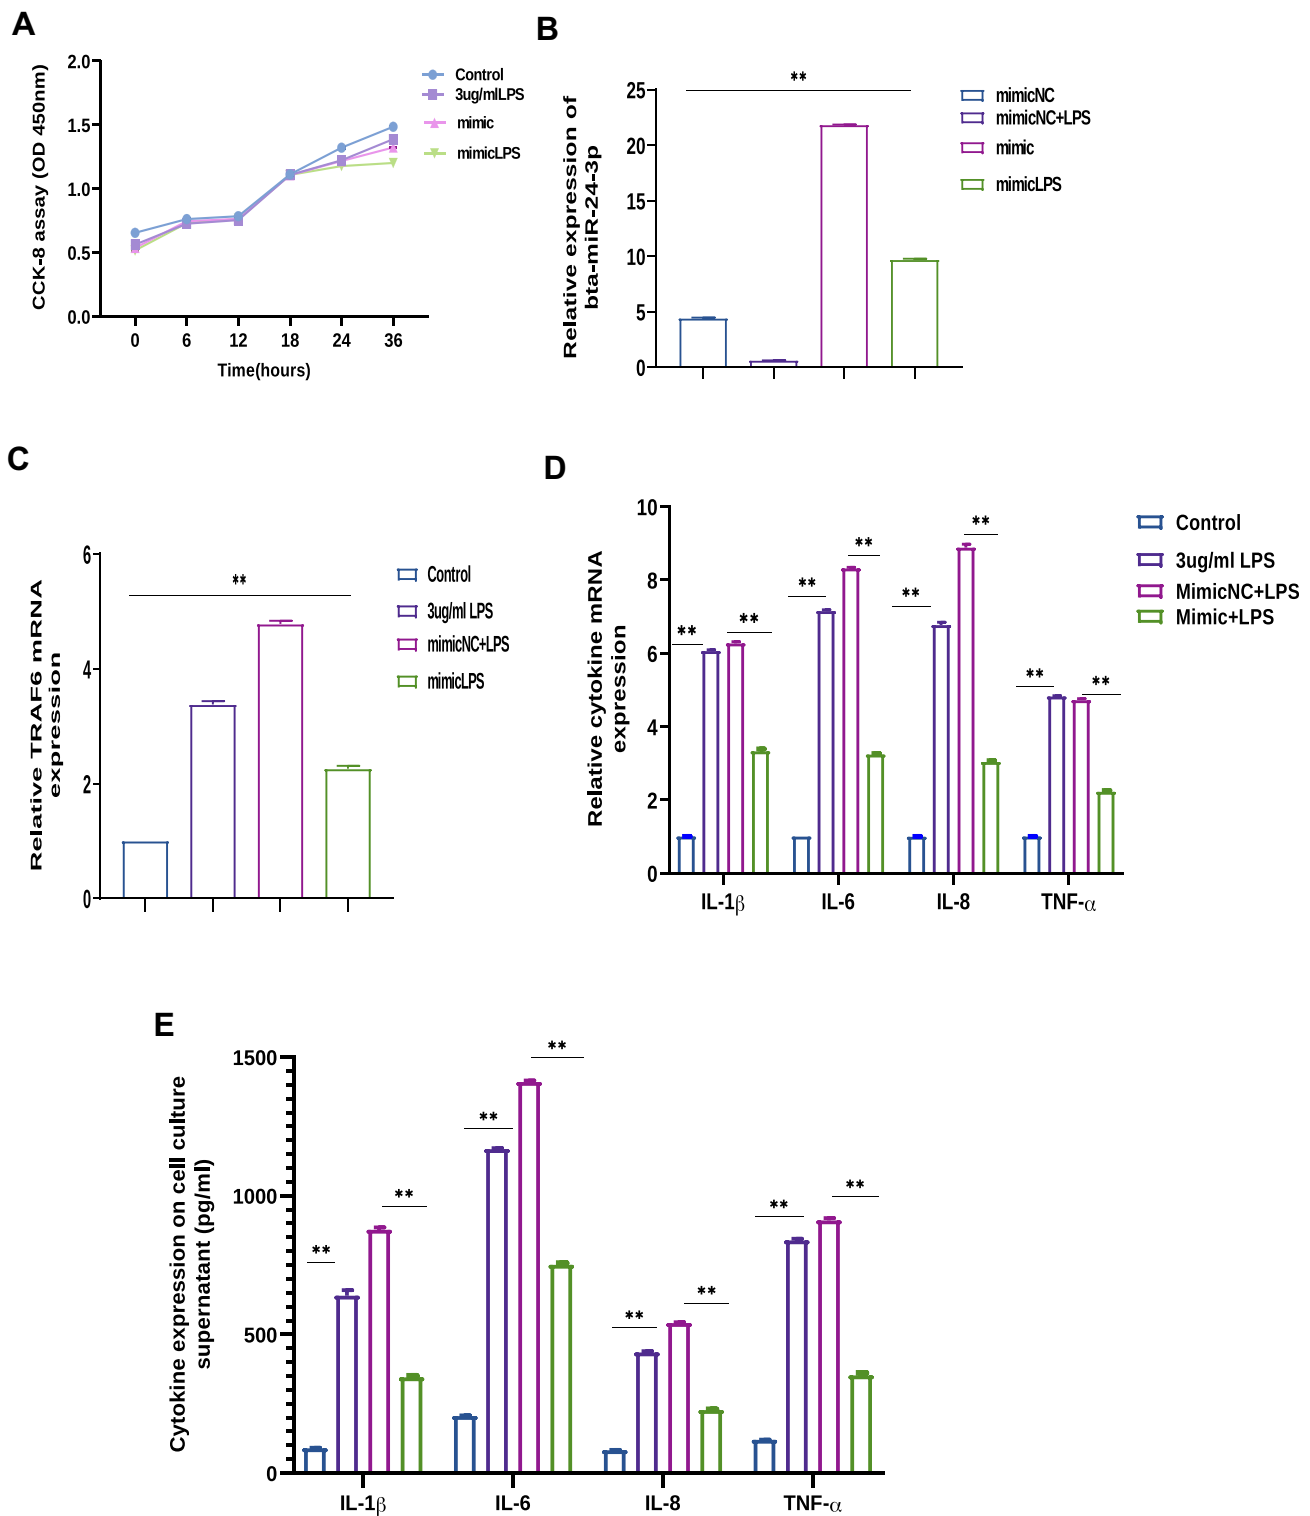 A
CCK-8 assay (OD 450nm)
2.0
1.5
1.0
0.5
0.0
0 6 12 18 24 36
Time(hours)
Control
3ug/mlLPS
mimic
mimicLPS
B
Relative expression of
bta-miR-24-3p
25
20
15
10
5
0
**
mimicNC
mimicNC+LPS
mimic
mimicLPS
C
Relative TRAF6 mRNA
expression
6
4
2
0
**
Control
3ug/ml LPS
mimicNC+LPS
mimicLPS
D
Relative cytokine mRNA
expression
10
8
6
4
2
0
** ** ** ** ** ** ** **
IL-1β IL-6 IL-8 TNF-α
Control
3ug/ml LPS
MimicNC+LPS
Mimic+LPS
E
Cytokine expression on cell culture
supernatant (pg/ml)
1500
1000
500
0
** ** ** ** ** ** ** **
IL-1β IL-6 IL-8 TNF-α